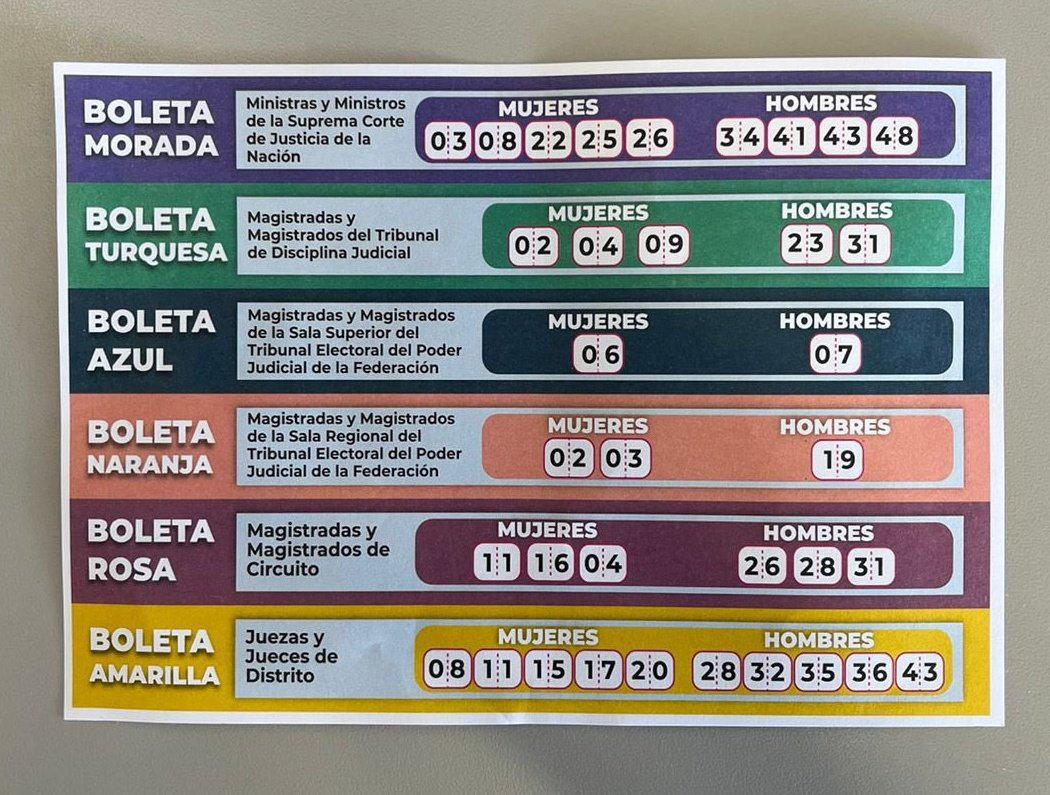 BOLETA
MORADA
Ministras y Ministros
de la Suprema Corte
de Justicia de la
Nación
MUJERES
03 08 22 25 26
HOMBRES
34 41 43 48
BOLETA
TURQUESA
Magistradas y
Magistrados del Tribunal
de Disciplina Judicial
MUJERES
02 04 09
HOMBRES
23 31
BOLETA
AZUL
Magistradas y Magistrados
de la Sala Superior del
Tribunal Electoral del Poder
Judicial de la Federación
MUJERES
06
HOMBRES
07
BOLETA
NARANJA
Magistradas y Magistrados
de la Sala Regional del
Tribunal Electoral del Poder
Judicial de la Federación
MUJERES
02 03
HOMBRES
19
BOLETA
ROSA
Magistradas y
Magistrados de
Circuito
MUJERES
11 16 04
HOMBRES
26 28 31
BOLETA
AMARILLA
Juezas y
Jueces de
Distrito
MUJERES
08 11 15 17 20
HOMBRES
28 32 35 36 43